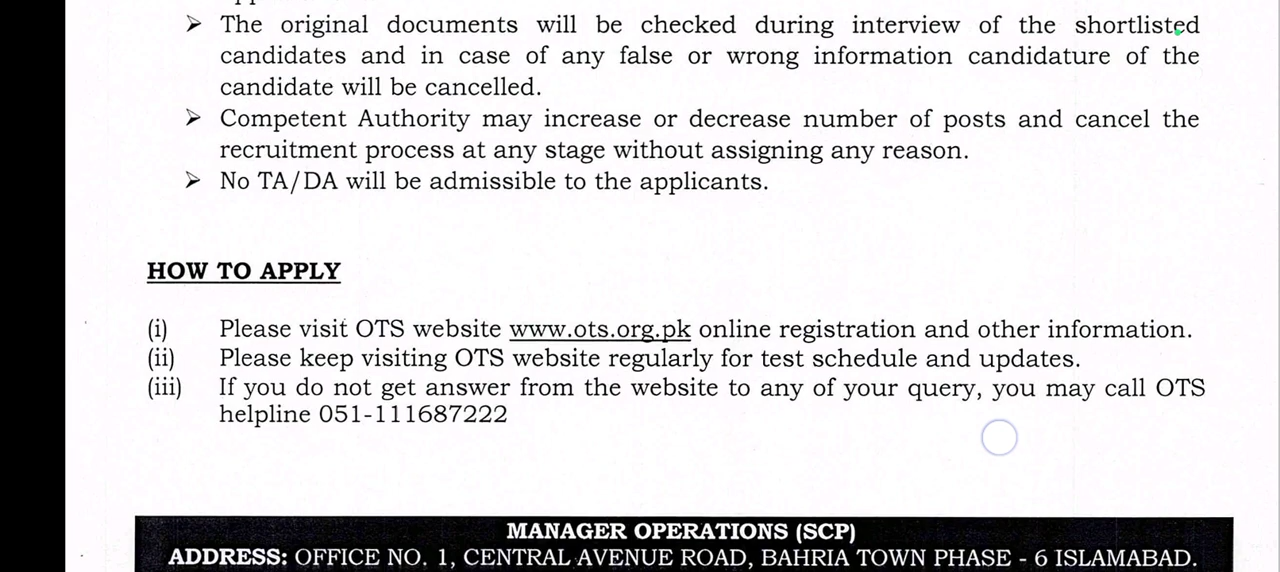 ➢ The original documents will be checked during interview of the shortlisted
candidates and in case of any false or wrong information candidature of the
candidate will be cancelled.
➢ Competent Authority may increase or decrease number of posts and cancel the
recruitment process at any stage without assigning any reason.
➢ No TA/DA will be admissible to the applicants.
HOW TO APPLY
(i) Please visit OTS website www.ots.org.pk online registration and other information.
(ii) Please keep visiting OTS website regularly for test schedule and updates.
(iii) If you do not get answer from the website to any of your query, you may call OTS
helpline 051-111687222
MANAGER OPERATIONS (SCP)
ADDRESS: OFFICE NO. 1, CENTRAL AVENUE ROAD, BAHRIA TOWN PHASE - 6 ISLAMABAD.